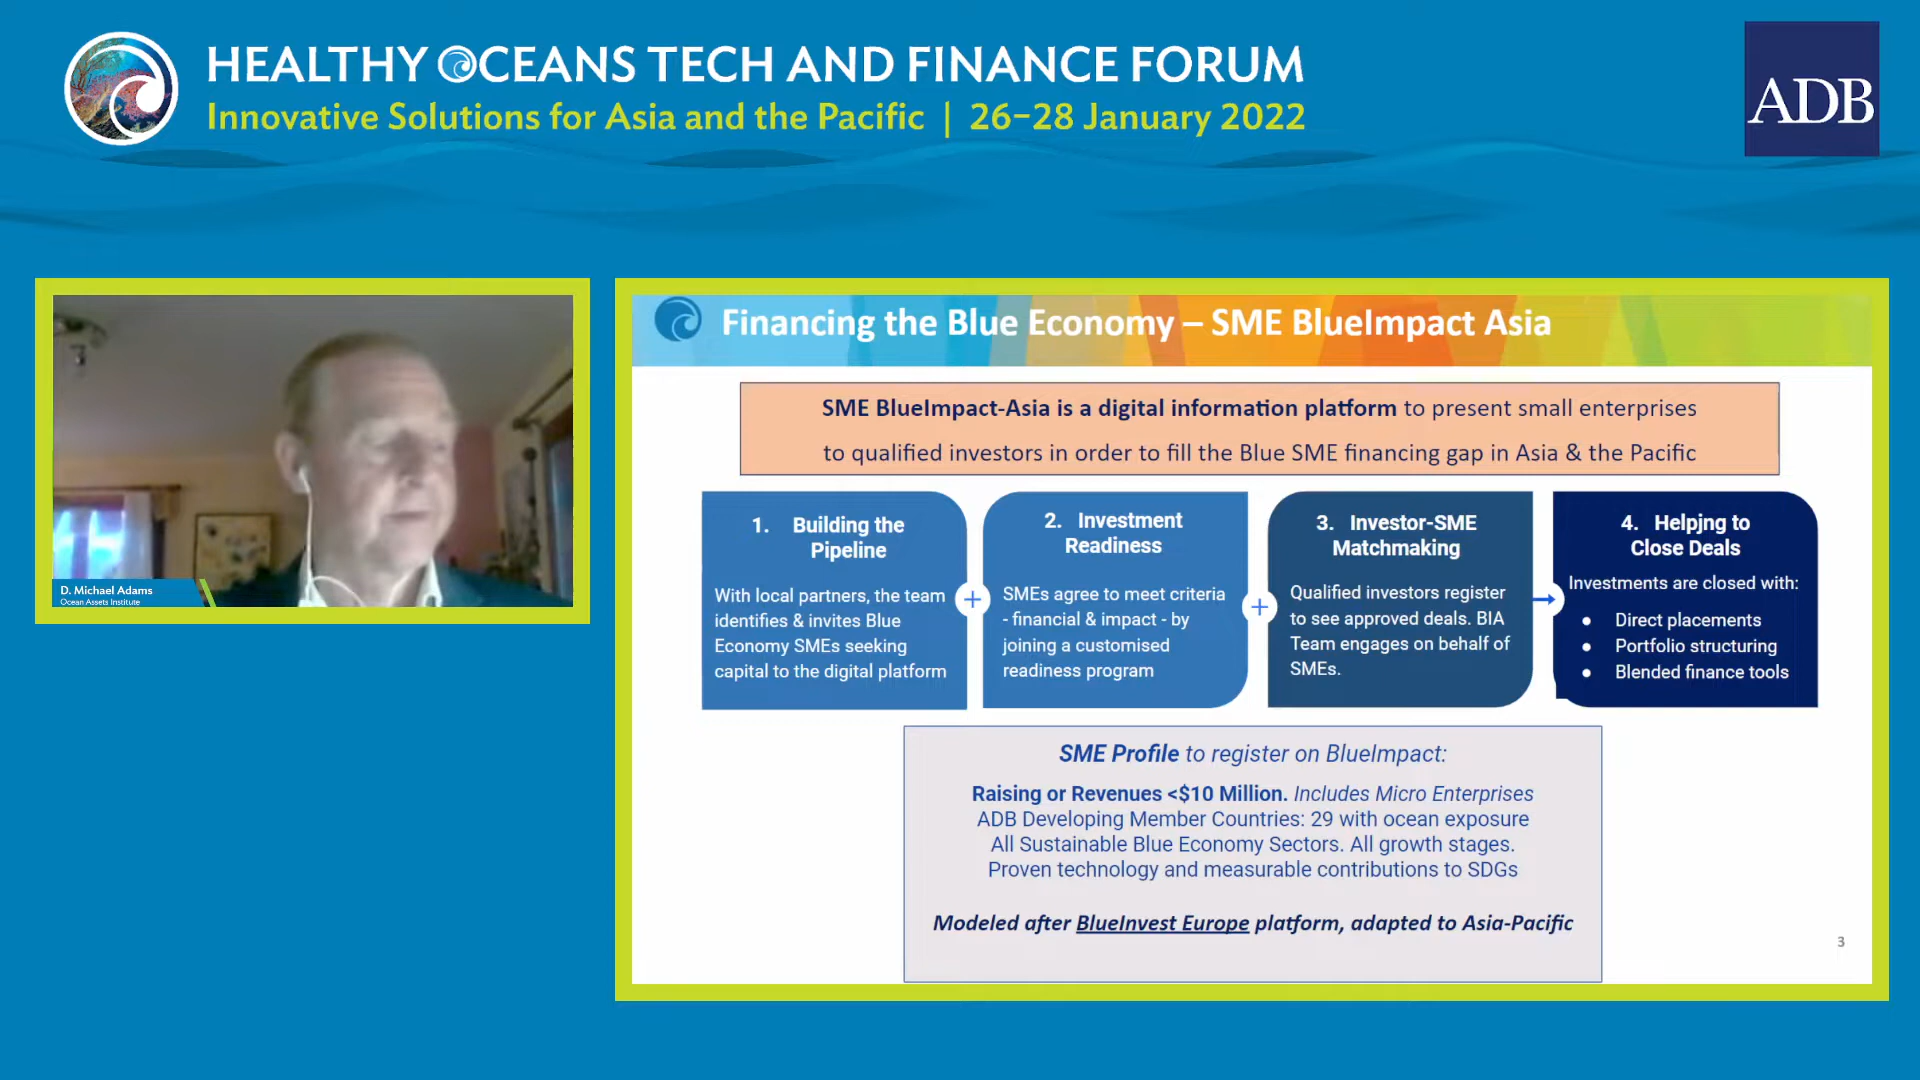 HEALTHY OCEANS TECH AND FINANCE FORUM
Innovative Solutions for Asia and the Pacific | 26–28 January 2022
ADB
D. Michael Adams
Ocean Assets Institute
Financing the Blue Economy – SME BlueImpact Asia
SME BlueImpact-Asia is a digital information platform to present small enterprises
to qualified investors in order to fill the Blue SME financing gap in Asia & the Pacific
1. Building the
Pipeline
With local partners, the team
identifies & invites Blue
Economy SMEs seeking
capital to the digital platform
+
2. Investment
Readiness
SMEs agree to meet criteria
- financial & impact - by
joining a customised
readiness program
+
3. Investor-SME
Matchmaking
Qualified investors register
to see approved deals. BIA
Team engages on behalf of
SMEs.
4. Helpjng to
Close Deals
Investments are closed with:
● Direct placements
● Portfolio structuring
● Blended finance tools
SME Profile to register on BlueImpact:
Raising or Revenues <$10 Million. Includes Micro Enterprises
ADB Developing Member Countries: 29 with ocean exposure
All Sustainable Blue Economy Sectors. All growth stages.
Proven technology and measurable contributions to SDGs
Modeled after BlueInvest Europe platform, adapted to Asia-Pacific
3